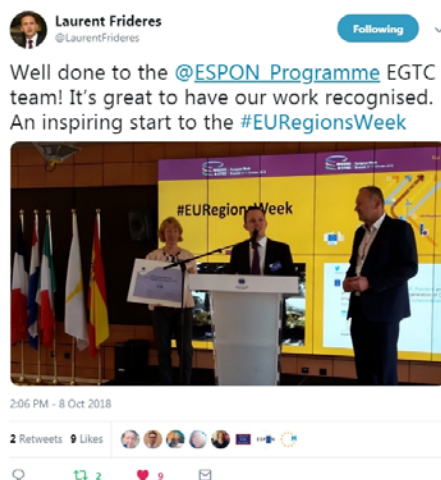 Laurent Frideres
@LaurentFrideres
Following
Well done to the @ESPON_Programme EGTC
team! It's great to have our work recognised.
An inspiring start to the #EURegionsWeek
#EURegionsWeek
2:06 PM - 8 Oct 2018
2 Retweets 9 Likes
2 9